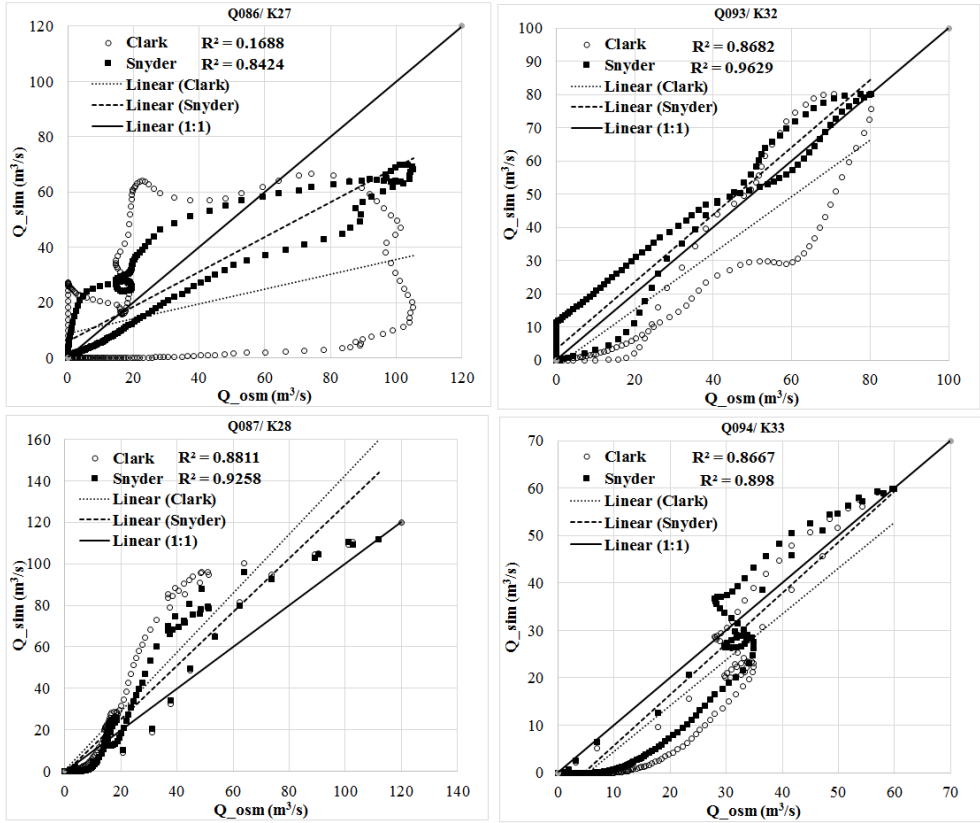 Q086/ K27
Clark R² = 0.1688
Snyder R² = 0.8424
Linear (Clark)
Linear (Snyder)
Linear (1:1)
Q_sim (m³/s)
120
100
80
60
40
20
0
0 20 40 60 80 100 120
Q_osm (m³/s)
Q093/ K32
Clark R² = 0.8682
Snyder R² = 0.9629
Linear (Clark)
Linear (Snyder)
Linear (1:1)
Q_sim (m³/s)
100
90
80
70
60
50
40
30
20
10
0
0 20 40 60 80 100
Q_osm (m³/s)
Q087/ K28
Clark R² = 0.8811
Snyder R² = 0.9258
Linear (Clark)
Linear (Snyder)
Linear (1:1)
Q_sim (m³/s)
160
140
120
100
80
60
40
20
0
0 20 40 60 80 100 120 140
Q_osm (m³/s)
Q094/ K33
Clark R² = 0.8667
Snyder R² = 0.898
Linear (Clark)
Linear (Snyder)
Linear (1:1)
Q_sim (m³/s)
70
60
50
40
30
20
10
0
0 10 20 30 40 50 60 70
Q_osm (m³/s)